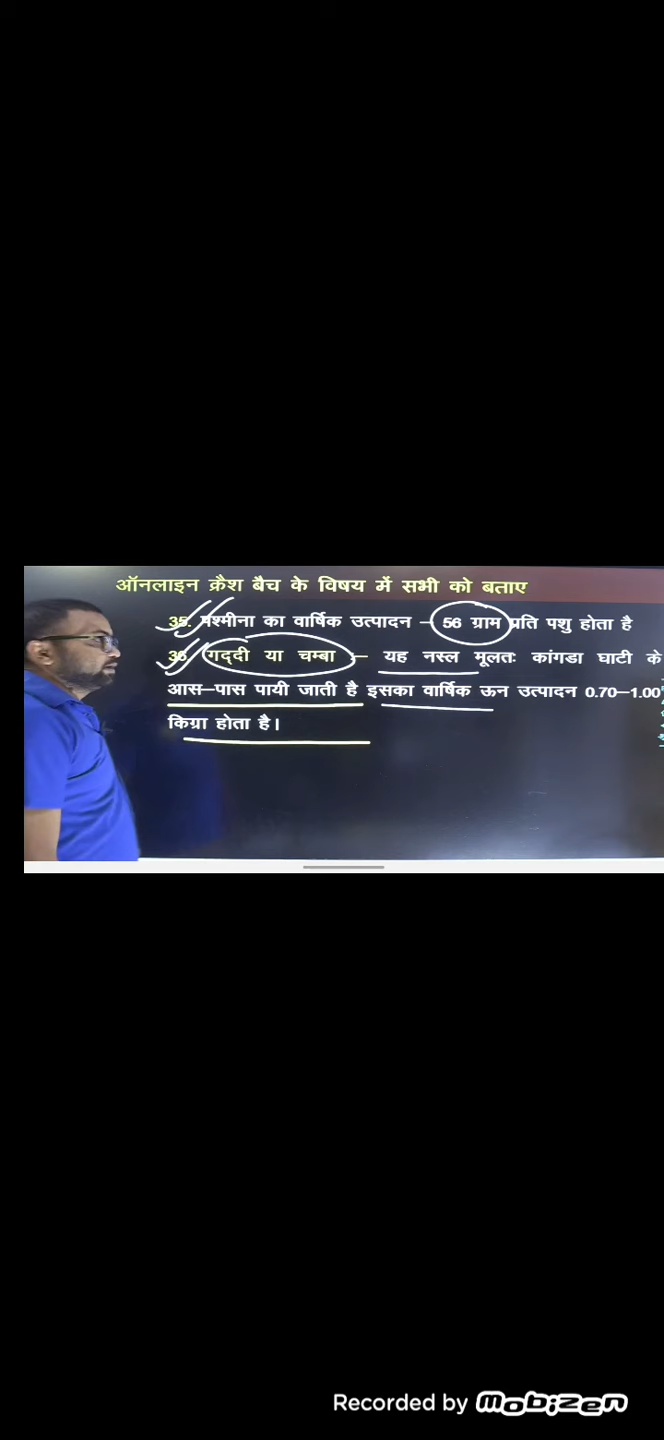 ऑनलाइन क्रैश बैच के विषय में सभी को बताए
35. पश्मीना का वार्षिक उत्पादन – 56 ग्राम प्रति पशु होता है
36. गद्दी या चम्बा :– यह नस्ल मूलतः कांगडा घाटी के
आस–पास पायी जाती है इसका वार्षिक ऊन उत्पादन 0.70–1.00
किग्रा होता है।
Recorded by mobizen